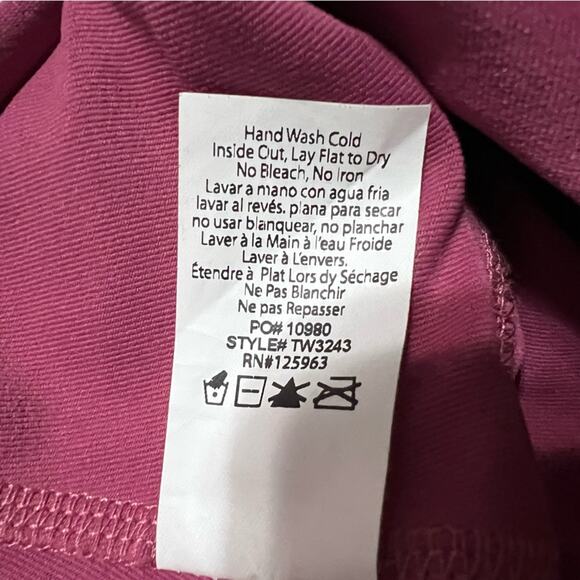 Hand Wash Cold
Inside Out, Lay Flat to Dry
No Bleach, No Iron
Lavar a mano con agua fria
lavar al revés. plana para secar
no usar blanquear, no planchar
Laver à la Main à l'eau Froide
Laver à L'envers.
Étendre à Plat Lors dy Séchage
Ne Pas Blanchir
Ne pas Repasser
PO# 10980
STYLE# TW3243
RN#125963